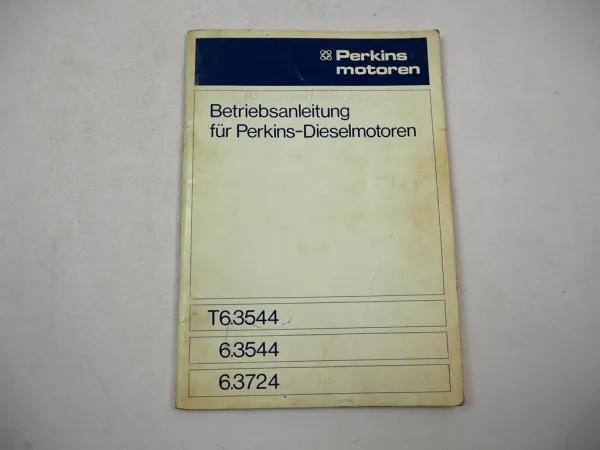 Perkins
motoren
Betriebsanleitung
für Perkins-Dieselmotoren
T6.3544
6.3544
6.3724